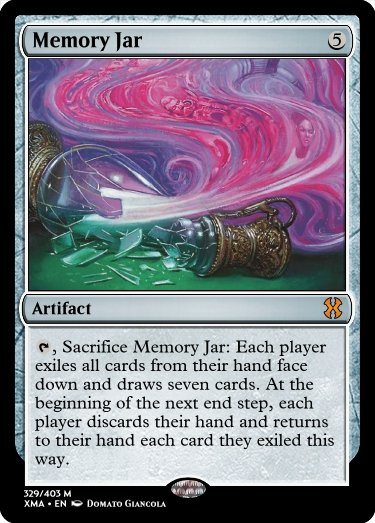 Memory Jar 5
Artifact
, Sacrifice Memory Jar: Each player
exiles all cards from their hand face
down and draws seven cards. At the
beginning of the next end step, each
player discards their hand and returns
to their hand each card they exiled this
way.
329/403 M
XMA • EN Domato Giancola